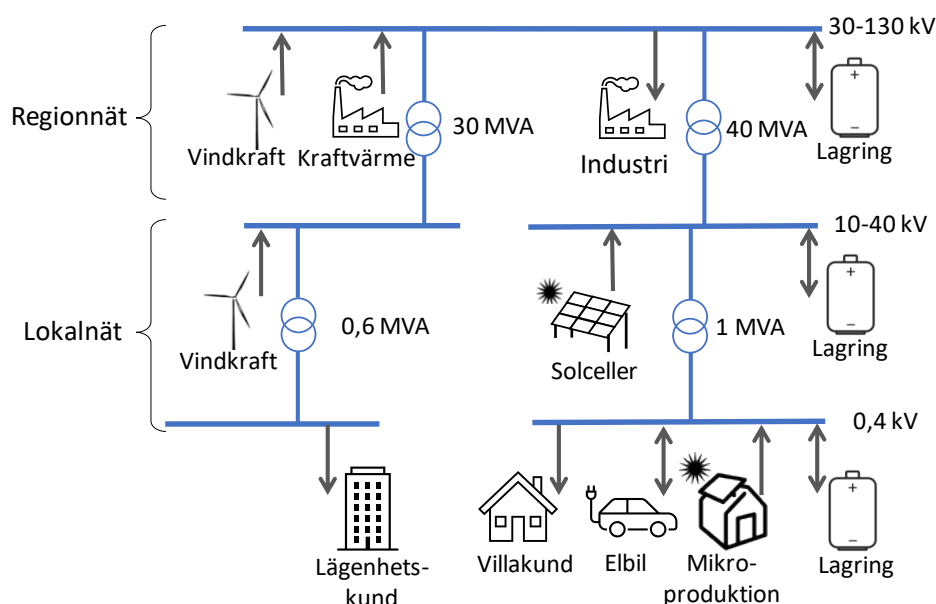 30-130 kV
Regionnät
30 MVA
40 MVA
Vindkraft
Kraftvärme
Industri
Lagring
10-40 kV
Lokalnät
0,6 MVA
1 MVA
Vindkraft
Solceller
Lagring
0,4 kV
Lägenhets-
kund
Villakund
Elbil
Mikro-
produktion
Lagring